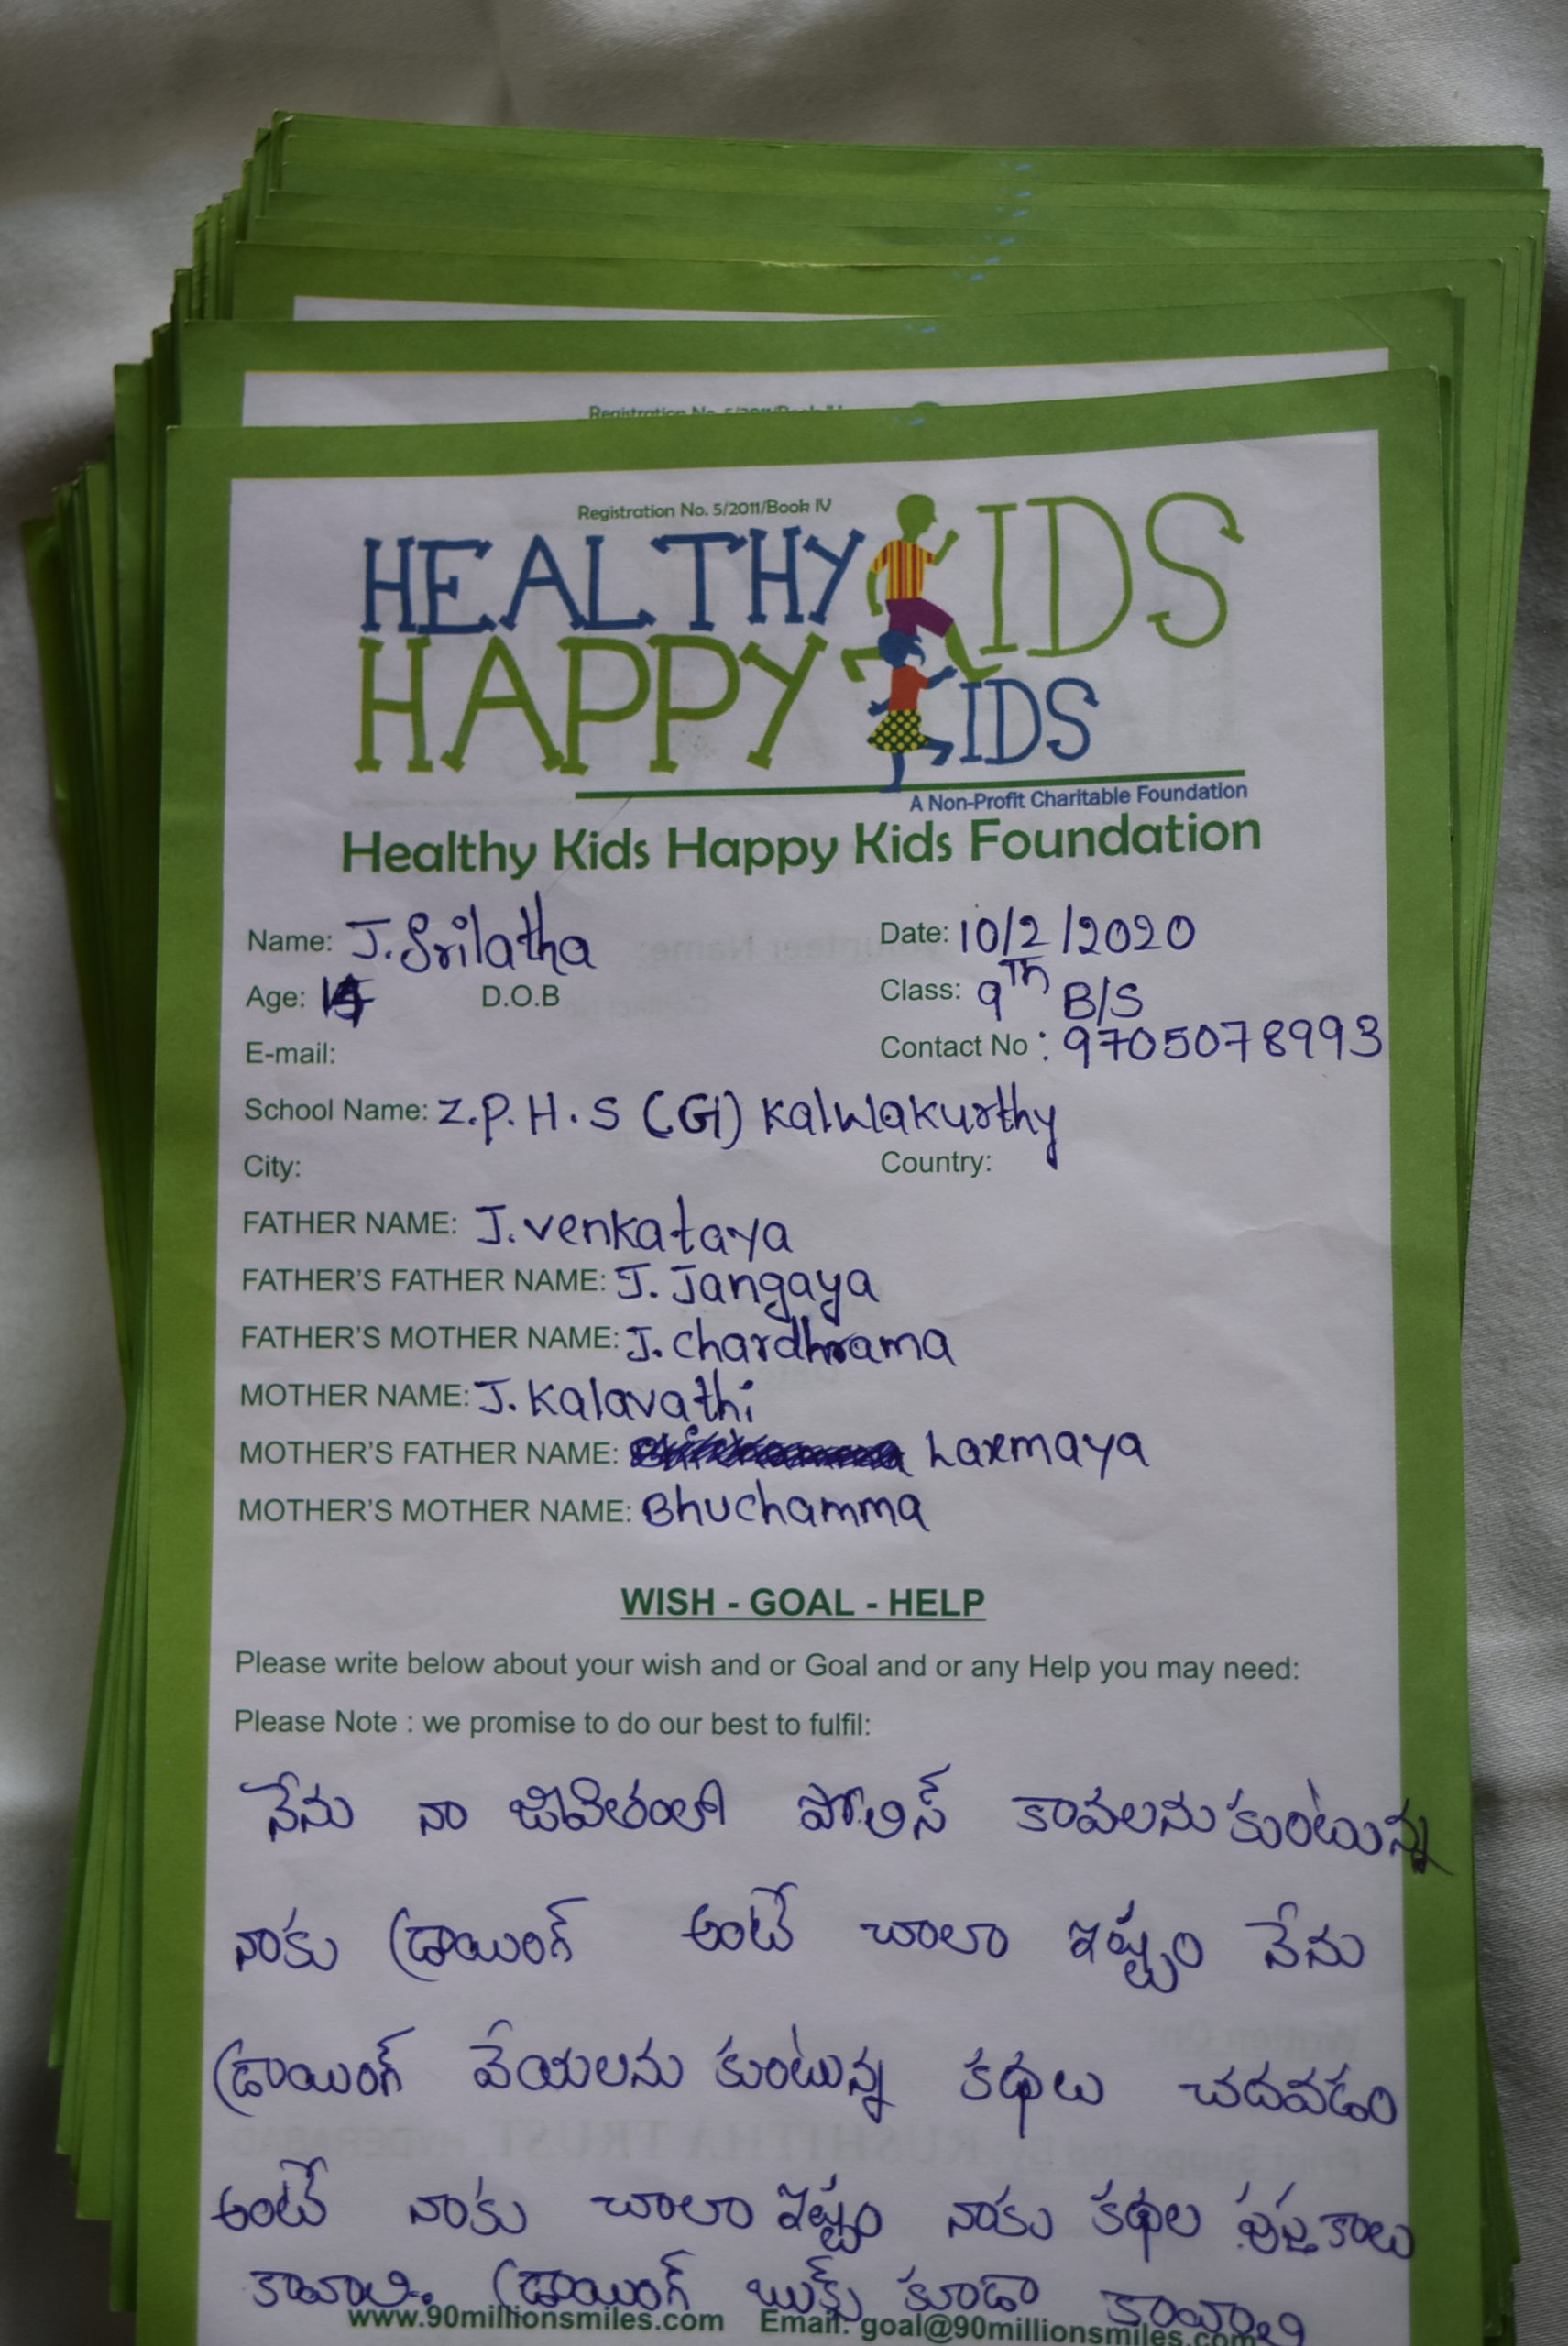 Registration No. 5/2011/Book IV
HEALTHY KIDS
HAPPY KIDS
A Non-Profit Charitable Foundation
Healthy Kids Happy Kids Foundation
Name: J. Srilatha Date: 10/2/2020
Age: D.O.B Class: 9th B/S
E-mail: Contact No : 9705078993
School Name: Z.P.H.S (G) Kalwakurthy
City: Country:
FATHER NAME: J. venkataya
FATHER'S FATHER NAME: J. Jangaya
FATHER'S MOTHER NAME: J.
MOTHER NAME: J. Kalavathi
MOTHER'S FATHER NAME: Laxmaya
MOTHER'S MOTHER NAME: Bhuchamma
WISH - GOAL - HELP
Please write below about your wish and or Goal and or any Help you may need:
Please Note : we promise to do our best to fulfil:
నేను నా జివితంలో పోలిస్ కావలను కుంటున్న
నాకు డ్రాయింగ్ అంటే చాలా ఇష్టం నేను
డ్రాయింగ్ వేయలను కుంటున్న కథలు చదవడం
అంటే నాకు చాలా ఇష్టం నాకు కథల పుస్తకాలు
కావాలి. డ్రాయింగ్ బుక్స్ కూడా కావాలి
www.90millionsmiles.com Email: goal@90millionsmiles.com